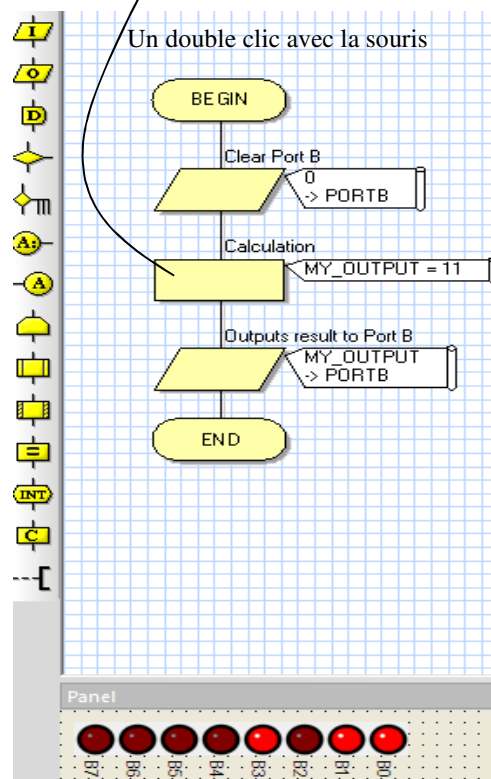 Un double clic avec la souris
BEGIN
Clear Port B
0
-> PORTB
Calculation
MY_OUTPUT = 11
Outputs result to Port B
MY_OUTPUT
-> PORTB
END
I
O
D
A:
A
=
INT
C
Panel
B7
B6
B5
B4
B3
B2
B1
B0